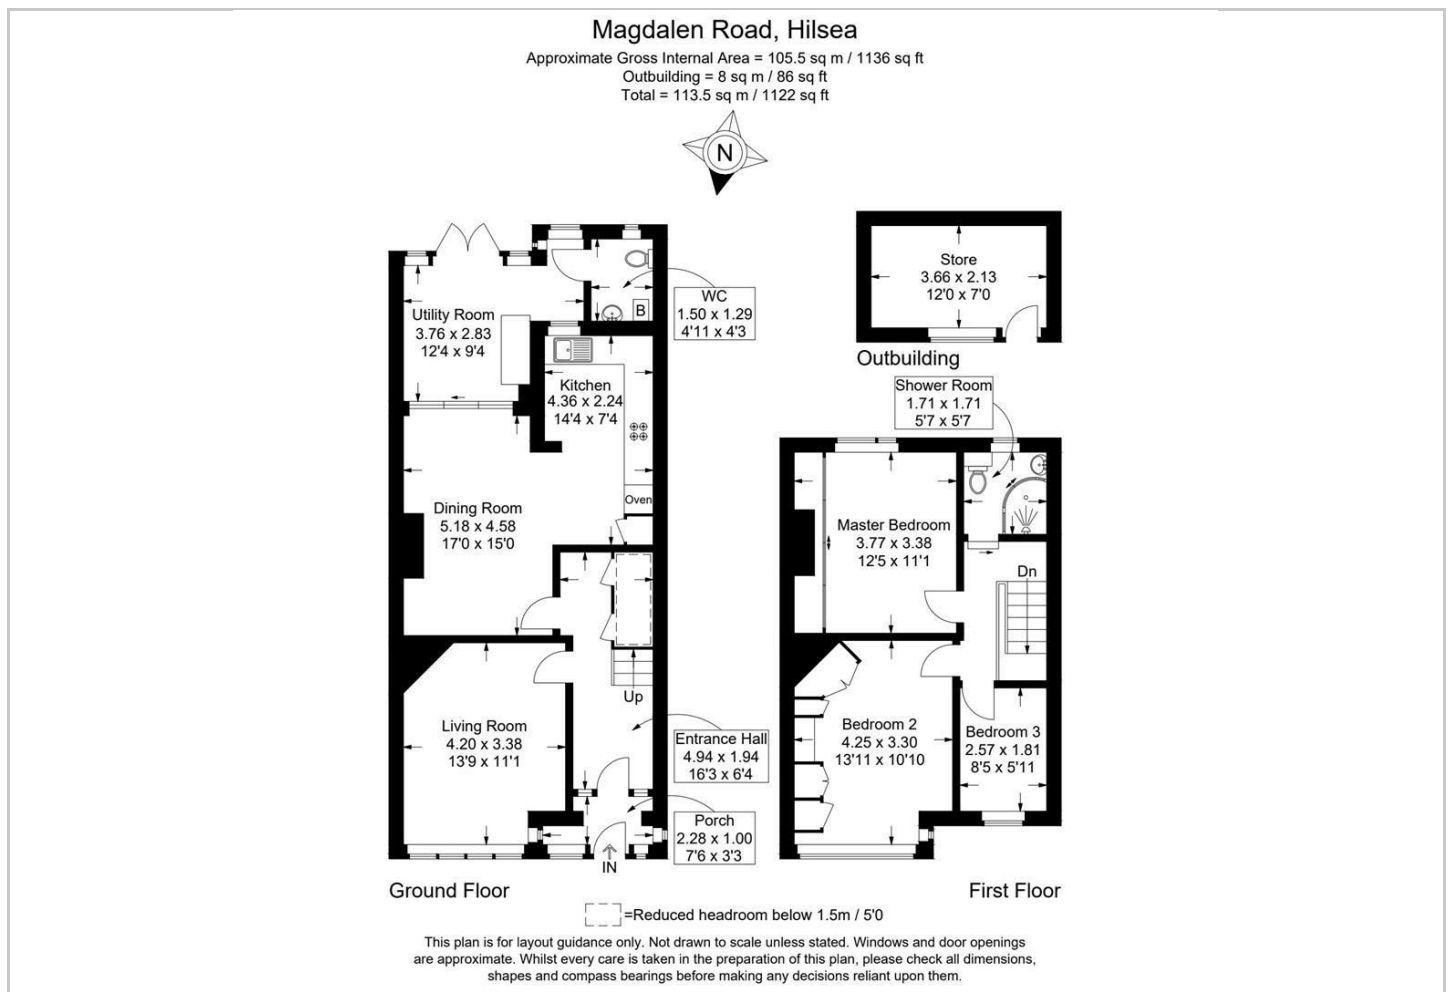 Magdalen Road, Hilsea
Approximate Gross Internal Area = 105.5 sq m / 1136 sq ft
Outbuilding = 8 sq m / 86 sq ft
Total = 113.5 sq m / 1122 sq ft
N
Utility Room
3.76 x 2.83
12'4 x 9'4
B
WC
1.50 x 1.29
4'11 x 4'3
Kitchen
4.36 x 2.24
14'4 x 7'4
Oven
Dining Room
5.18 x 4.58
17'0 x 15'0
Up
Living Room
4.20 x 3.38
13'9 x 11'1
Entrance Hall
4.94 x 1.94
16'3 x 6'4
Porch
2.28 x 1.00
7'6 x 3'3
IN
Ground Floor
Store
3.66 x 2.13
12'0 x 7'0
Outbuilding
Shower Room
1.71 x 1.71
5'7 x 5'7
Master Bedroom
3.77 x 3.38
12'5 x 11'1
Dn
Bedroom 2
4.25 x 3.30
13'11 x 10'10
Bedroom 3
2.57 x 1.81
8'5 x 5'11
First Floor
=Reduced headroom below 1.5m / 5'0
This plan is for layout guidance only. Not drawn to scale unless stated. Windows and door openings
are approximate. Whilst every care is taken in the preparation of this plan, please check all dimensions,
shapes and compass bearings before making any decisions reliant upon them.